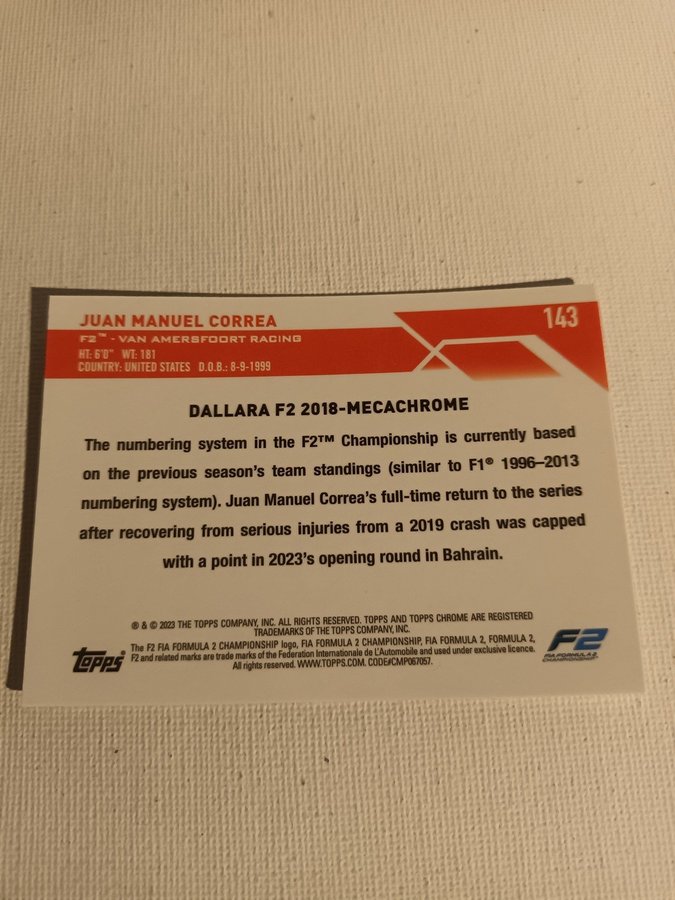 JUAN MANUEL CORREA
143
F2™ - VAN AMERSFOORT RACING
HT: 6'0" WT: 181
COUNTRY: UNITED STATES D.O.B.: 8-9-1999
DALLARA F2 2018-MECACHROME
The numbering system in the F2™ Championship is currently based
on the previous season's team standings (similar to F1® 1996–2013
numbering system). Juan Manuel Correa's full-time return to the series
after recovering from serious injuries from a 2019 crash was capped
with a point in 2023's opening round in Bahrain.
® & © 2023 THE TOPPS COMPANY, INC. ALL RIGHTS RESERVED. TOPPS AND TOPPS CHROME ARE REGISTERED
TRADEMARKS OF THE TOPPS COMPANY, INC.
The F2 FIA FORMULA 2 CHAMPIONSHIP logo, FIA FORMULA 2 CHAMPIONSHIP, FIA FORMULA 2, FORMULA 2,
F2 and related marks are trade marks of the Federation Internationale de L'Automobile and used under exclusive licence.
All rights reserved. WWW.TOPPS.COM. CODE#CMP067057.
topps
F2
FIA FORMULA 2
CHAMPIONSHIP